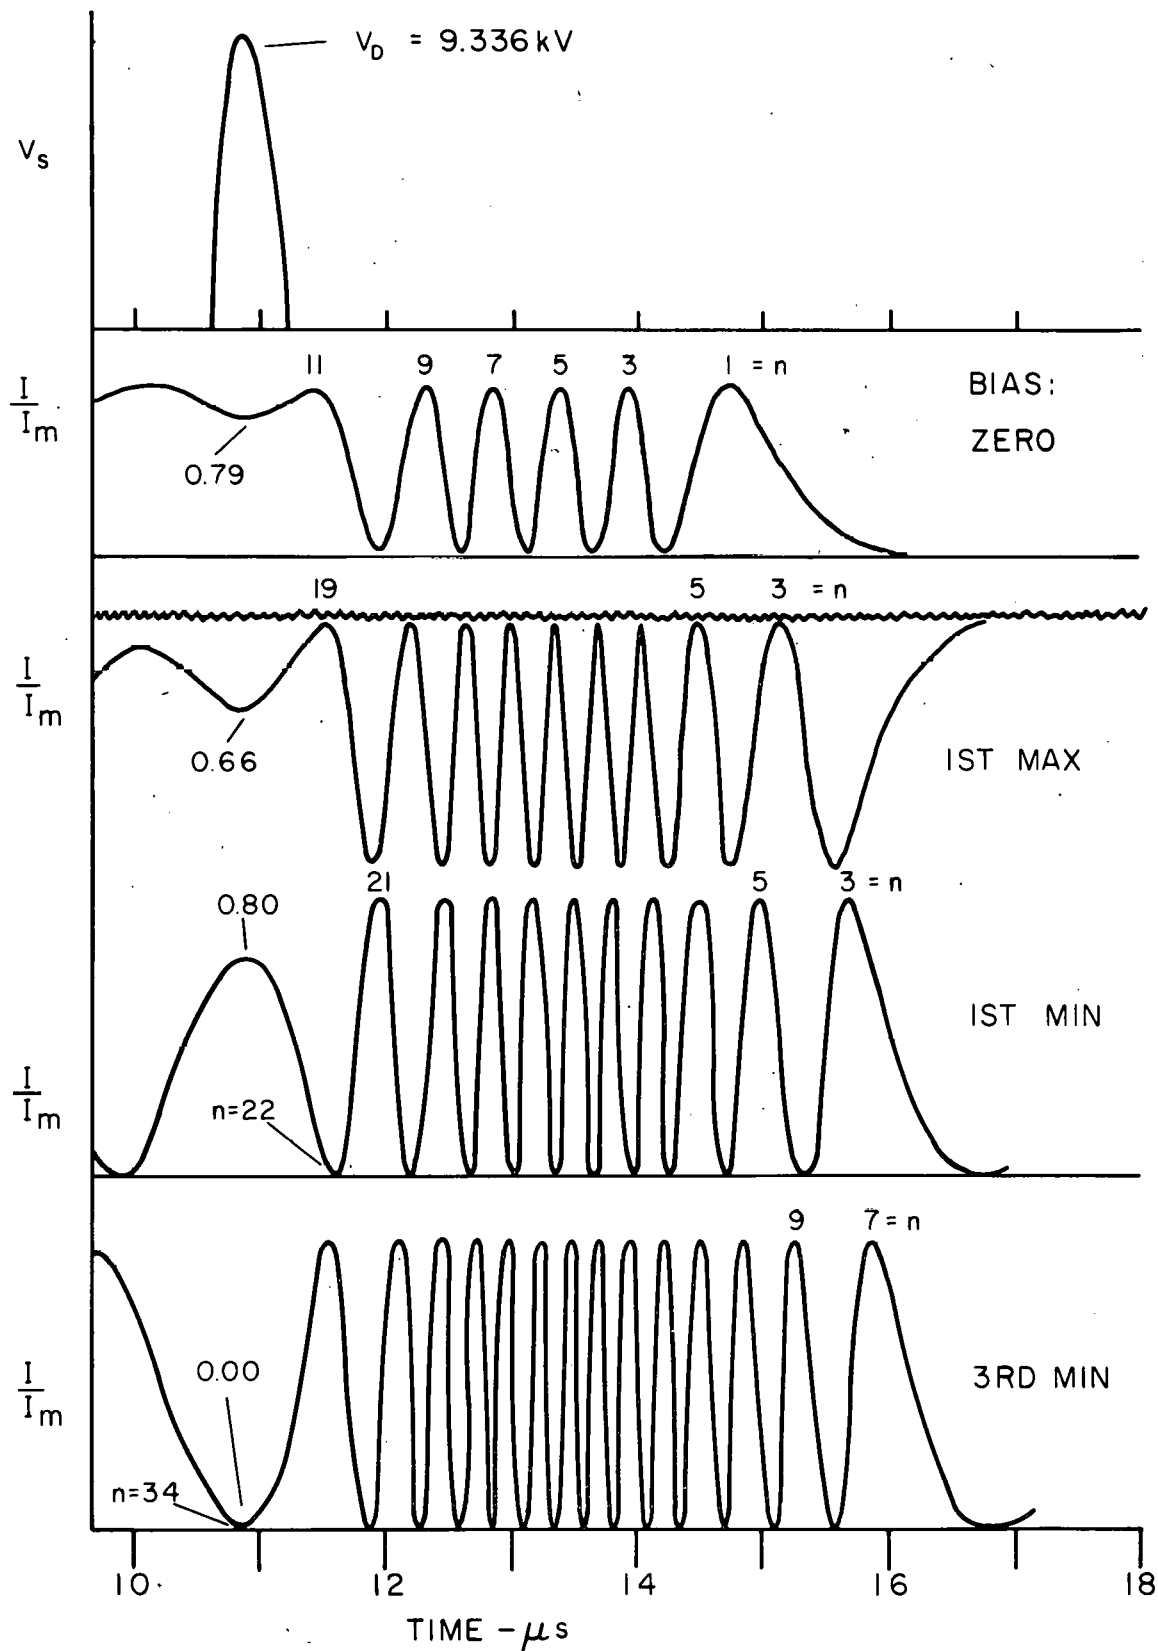 V_D = 9.336 kV
V_s
11 9 7 5 3 1 = n
I/I_m
BIAS:
ZERO
0.79
19 5 3 = n
I/I_m
0.66
1ST MAX
21 5 3 = n
0.80
1ST MIN
I/I_m
n=22
9 7 = n
0.00
I/I_m
3RD MIN
n=34
10 12 14 16 18
TIME - μs